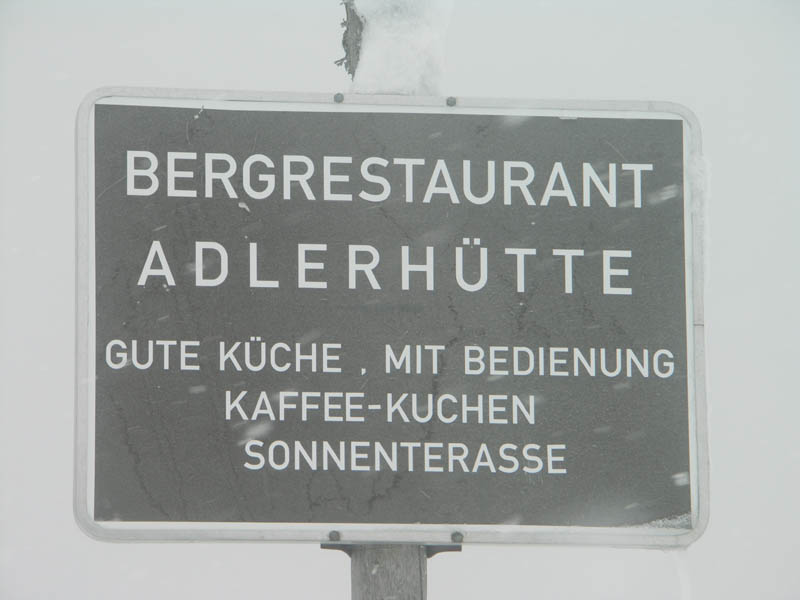 BERGRESTAURANT
ADLERHÜTTE
GUTE KÜCHE , MIT BEDIENUNG
KAFFEE-KUCHEN
SONNENTERASSE